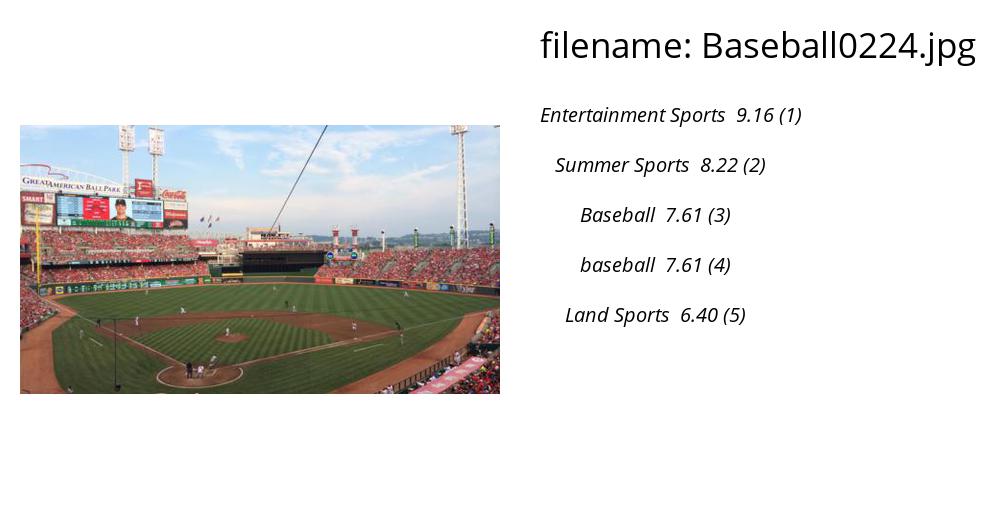 filename: Baseball0224.jpg
Entertainment Sports 9.16 (1)
Summer Sports 8.22 (2)
Baseball 7.61 (3)
baseball 7.61 (4)
Land Sports 6.40 (5)
GREAT AMERICAN BALL PARK
SMART
Coca-Cola